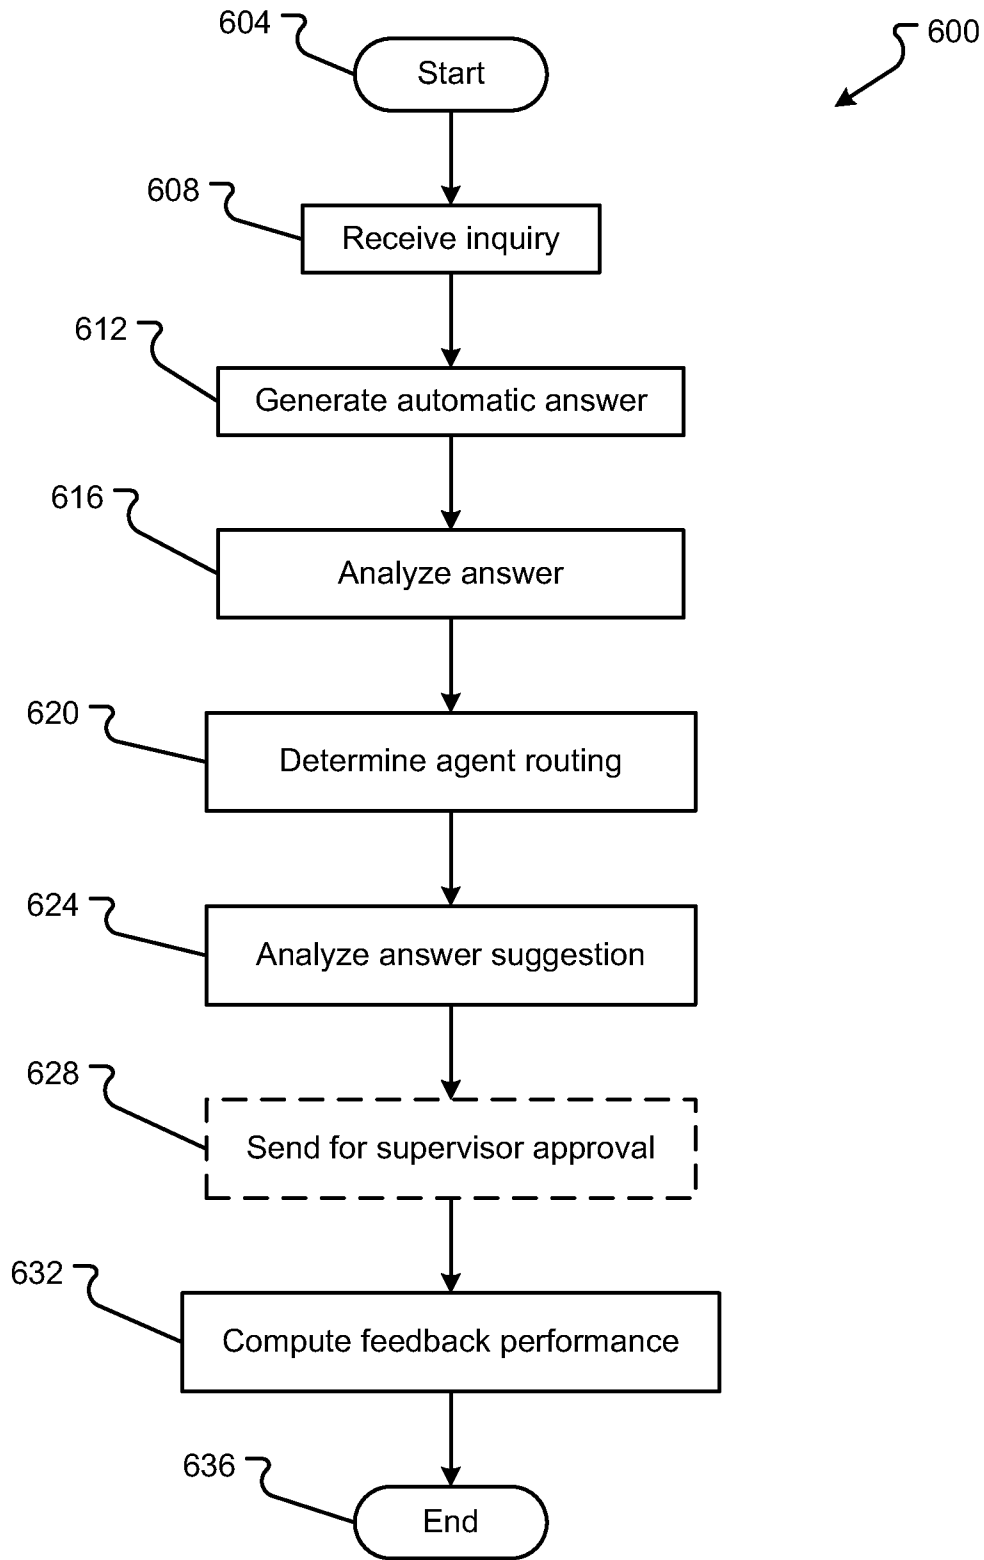 604
Start
600
608
Receive inquiry
612
Generate automatic answer
616
Analyze answer
620
Determine agent routing
624
Analyze answer suggestion
628
Send for supervisor approval
632
Compute feedback performance
636
End